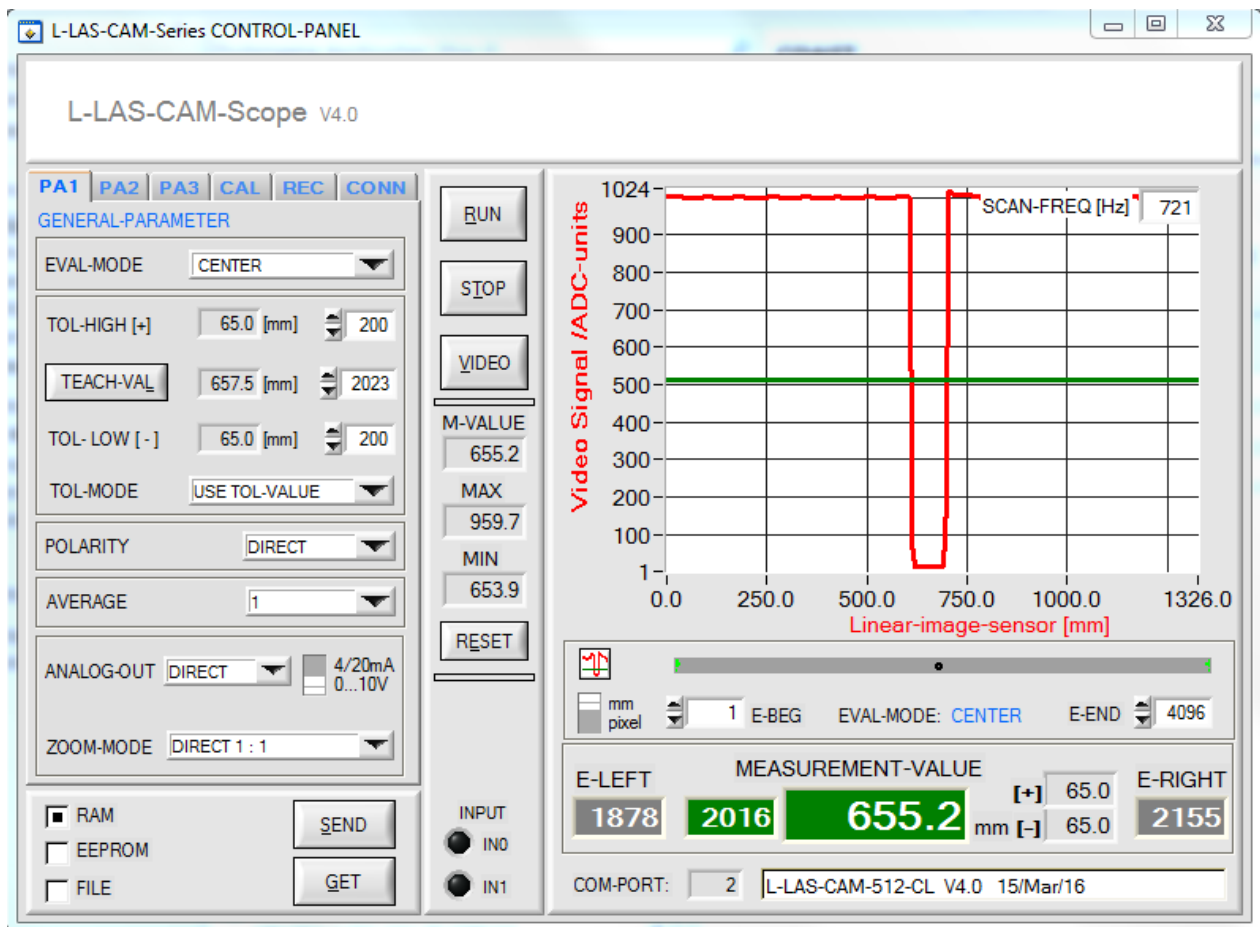 L-LAS-CAM-Series CONTROL-PANEL
L-LAS-CAM-Scope V4.0
PA1 PA2 PA3 CAL REC CONN
GENERAL-PARAMETER
EVAL-MODE CENTER
TOL-HIGH [+] 65.0 [mm] 200
TEACH-VAL 657.5 [mm] 2023
TOL- LOW [ - ] 65.0 [mm] 200
TOL-MODE USE TOL-VALUE
POLARITY DIRECT
AVERAGE 1
ANALOG-OUT DIRECT 4/20mA
0...10V
ZOOM-MODE DIRECT 1 : 1
RAM
EEPROM
FILE
SEND
GET
RUN
STOP
VIDEO
M-VALUE
655.2
MAX
959.7
MIN
653.9
RESET
INPUT
IN0
IN1
Video Signal /ADC-units
1024
900
800
700
600
500
400
300
200
100
1
SCAN-FREQ [Hz] 721
0.0 250.0 500.0 750.0 1000.0 1326.0
Linear-image-sensor [mm]
mm
pixel
1 E-BEG EVAL-MODE: CENTER E-END 4096
E-LEFT MEASUREMENT-VALUE E-RIGHT
1878 2016 655.2 mm [+] 65.0 [–] 65.0 2155
COM-PORT: 2 L-LAS-CAM-512-CL V4.0 15/Mar/16